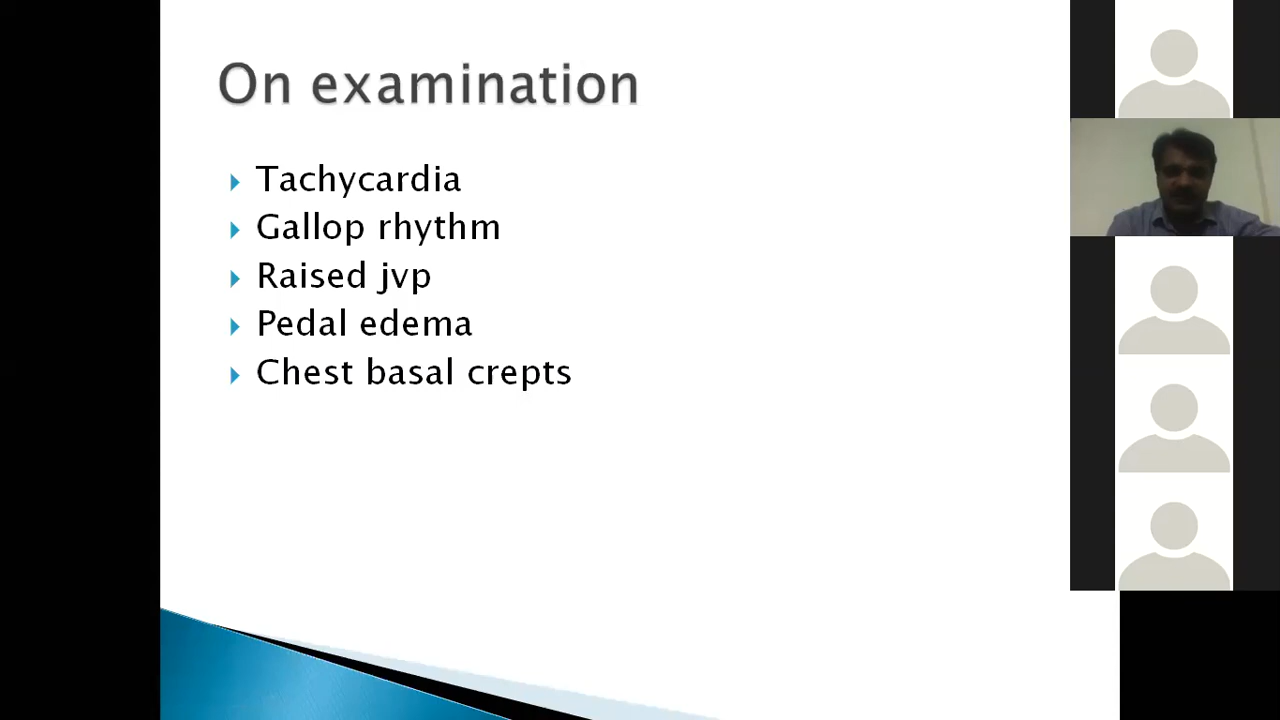 On examination
Tachycardia
Gallop rhythm
Raised jvp
Pedal edema
Chest basal crepts